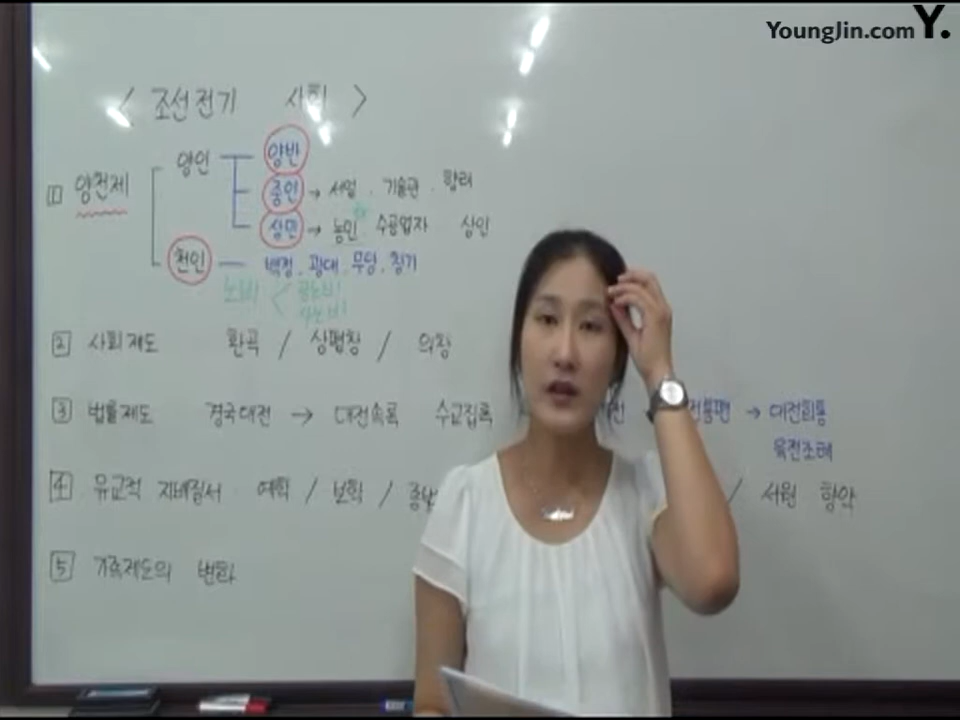 YoungJin.com Y.
< 조선전기 사회 >
양인 양반
1 양천제 중인 → 서얼 . 기술관 . 향리
상민 → 농민 수공업자 상인
천인 — 백정 . 광대 . 무당 . 창기
노비 < 공노비
사노비
2 사회제도 환곡 / 상평창 / 의창
3 법률제도 경국대전 → 대전속록 수교집록 전통편 → 대전회통
육전조례
4 유교적 지배질서 예학 / 보학 / / 서원 향약
5 가족제도의 변화